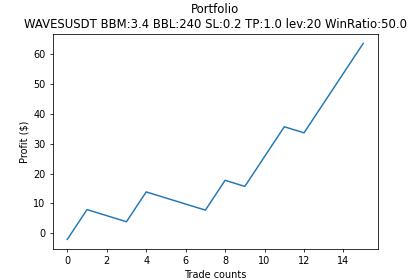 Portfolio
WAVESUSDT BBM:3.4 BBL:240 SL:0.2 TP:1.0 lev:20 WinRatio:50.0
60
50
40
30
20
10
0
Profit ($)
0 2 4 6 8 10 12 14
Trade counts